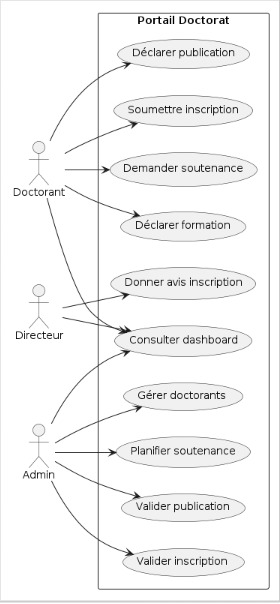 Portail Doctorat
Déclarer publication
Soumettre inscription
Demander soutenance
Doctorant
Déclarer formation
Donner avis inscription
Directeur
Consulter dashboard
Gérer doctorants
Planifier soutenance
Admin
Valider publication
Valider inscription